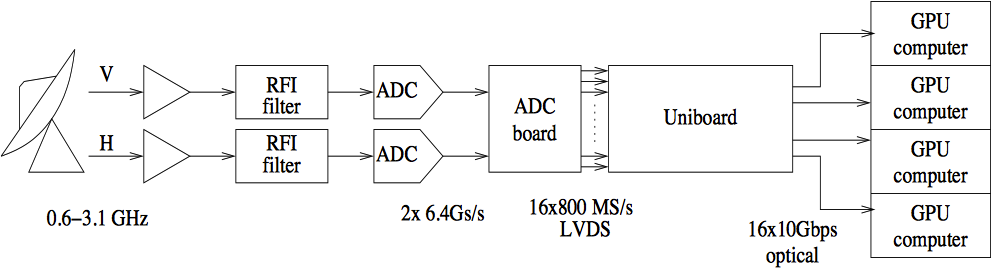 V
H
0.6–3.1 GHz
RFI
filter
RFI
filter
ADC
ADC
2x 6.4Gs/s
ADC
board
16x800 MS/s
LVDS
Uniboard
16x10Gbps
optical
GPU
computer
GPU
computer
GPU
computer
GPU
computer